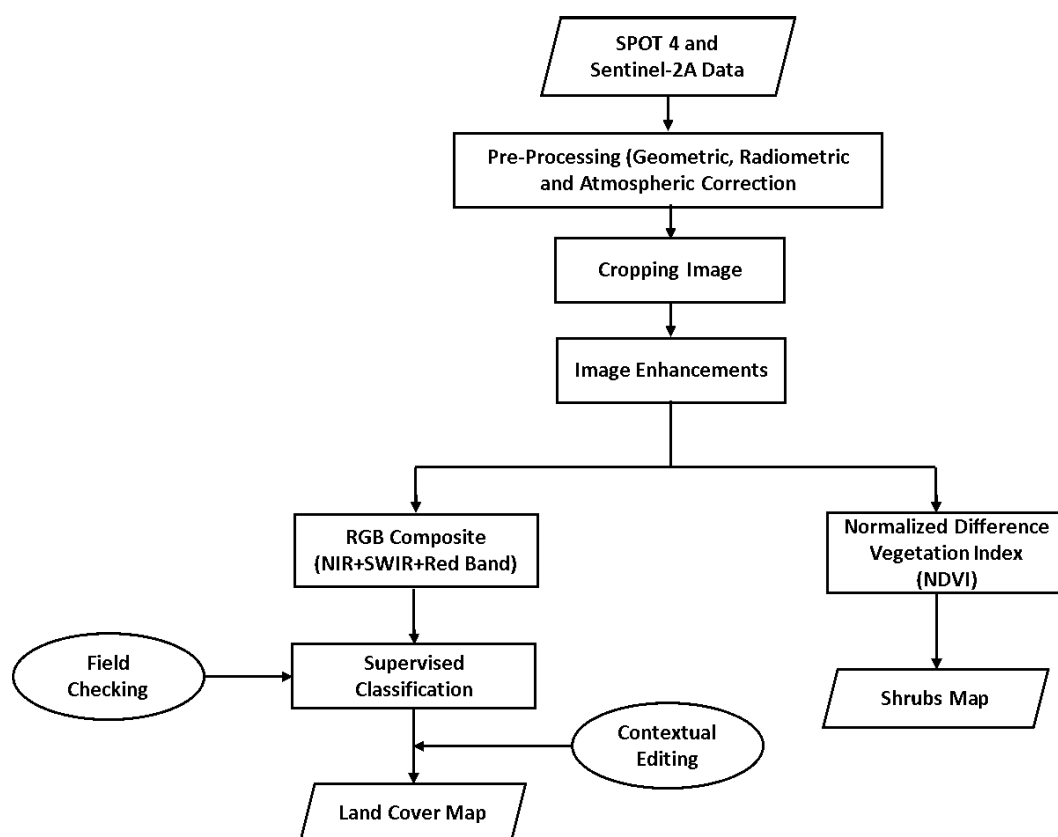 SPOT 4 and
Sentinel-2A Data
Pre-Processing (Geometric, Radiometric
and Atmospheric Correction
Cropping Image
Image Enhancements
RGB Composite
(NIR+SWIR+Red Band)
Normalized Difference
Vegetation Index
(NDVI)
Field
Checking
Supervised
Classification
Shrubs Map
Contextual
Editing
Land Cover Map